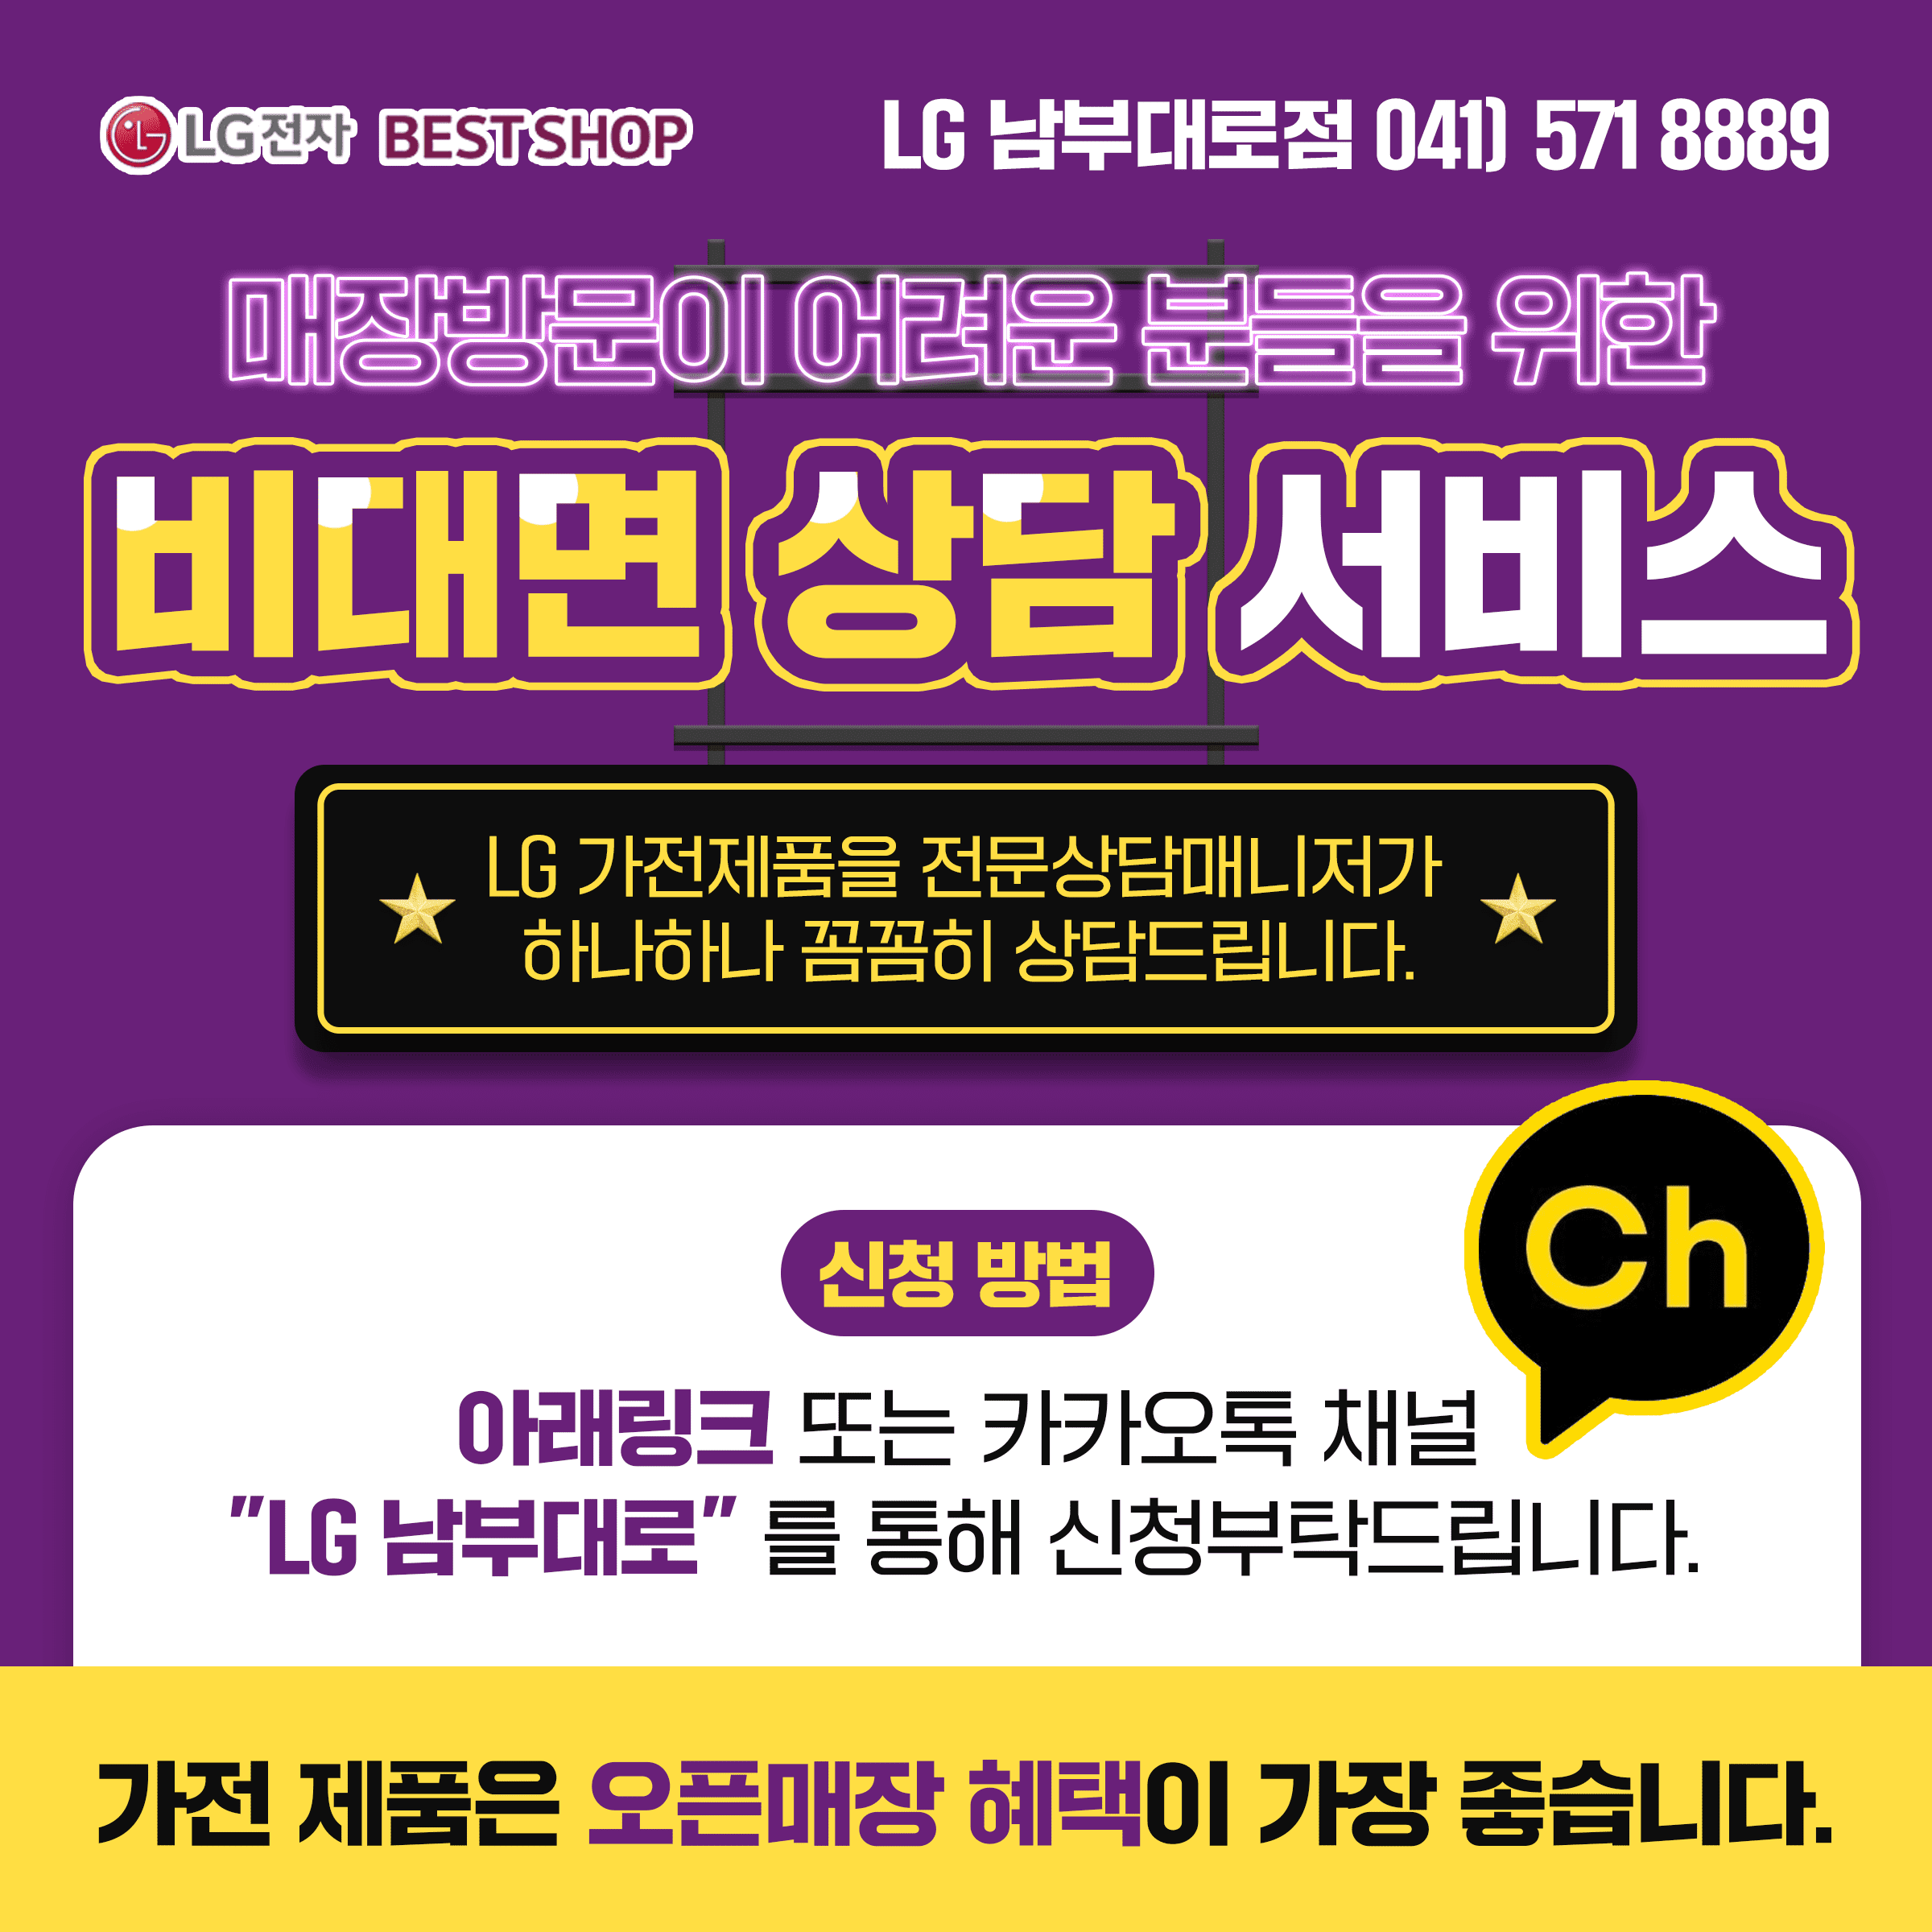 LG전자 BEST SHOP
LG 남부대로점 041) 571 8889
매장방문이 어려운 분들을 위한
비대면 상담 서비스
LG 가전제품을 전문상담매니저가
하나하나 꼼꼼히 상담드립니다.
Ch
신청 방법
아래링크 또는 카카오톡 채널
"LG 남부대로" 를 통해 신청부탁드립니다.
가전 제품은 오픈매장 혜택이 가장 좋습니다.